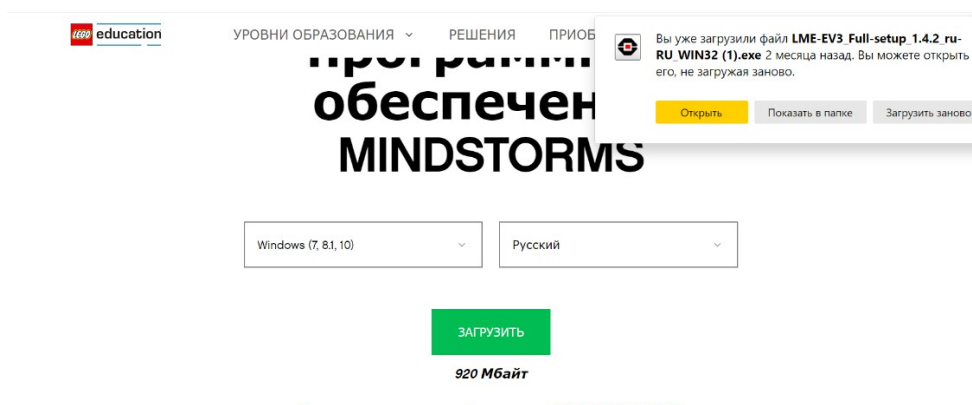 LEGO education
УРОВНИ ОБРАЗОВАНИЯ
РЕШЕНИЯ
ПРИОБ
Вы уже загрузили файл LME-EV3_Full-setup_1.4.2_ru-
RU_WIN32 (1).exe 2 месяца назад. Вы можете открыть
его, не загружая заново.
Открыть
Показать в папке
Загрузить заново
обеспечен
MINDSTORMS
Windows (7, 8.1, 10)
Русский
ЗАГРУЗИТЬ
920 Мбайт